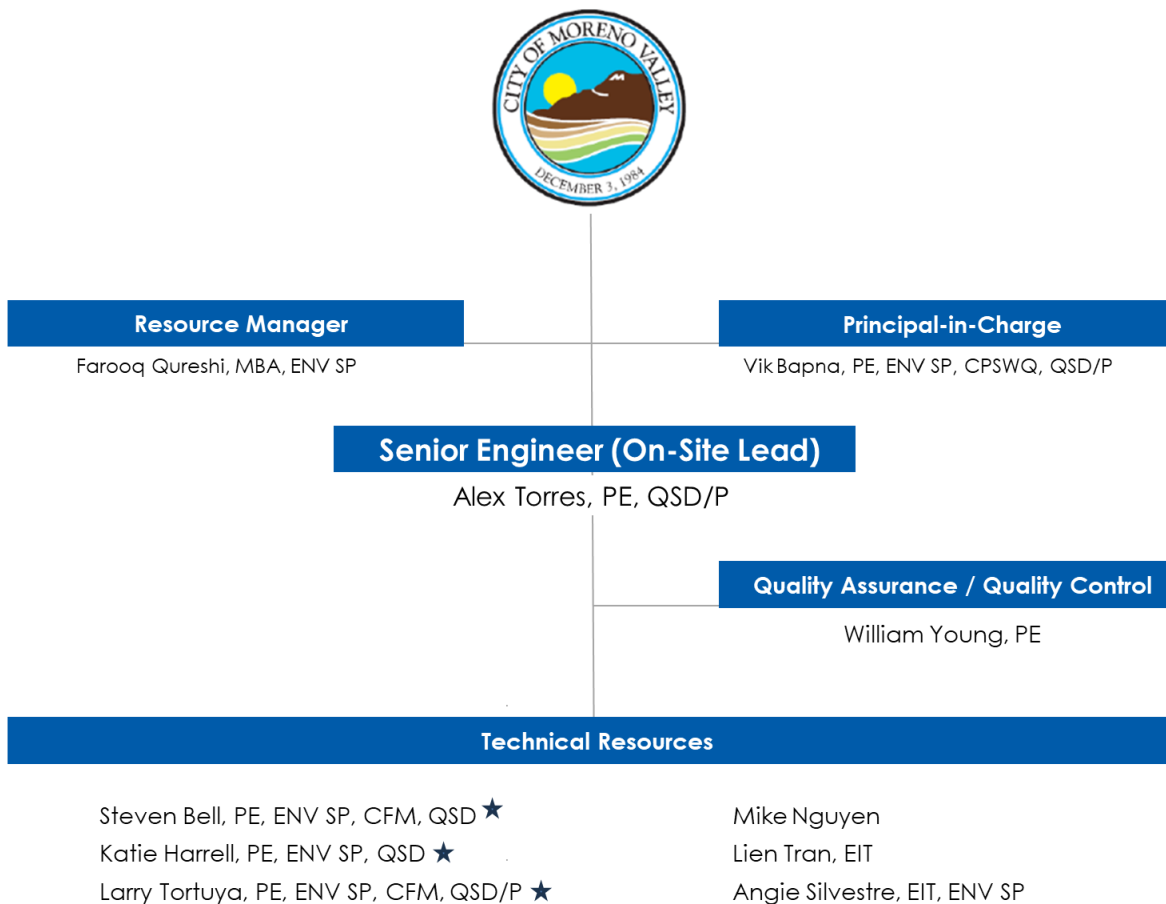 CITY OF MORENO VALLEY
DECEMBER 3, 1984
Resource Manager
Farooq Qureshi, MBA, ENV SP
Principal-in-Charge
Vik Bapna, PE, ENV SP, CPSWQ, QSD/P
Senior Engineer (On-Site Lead)
Alex Torres, PE, QSD/P
Quality Assurance / Quality Control
William Young, PE
Technical Resources
Steven Bell, PE, ENV SP, CFM, QSD ★
Katie Harrell, PE, ENV SP, QSD ★
Larry Tortuya, PE, ENV SP, CFM, QSD/P ★
Mike Nguyen
Lien Tran, EIT
Angie Silvestre, EIT, ENV SP